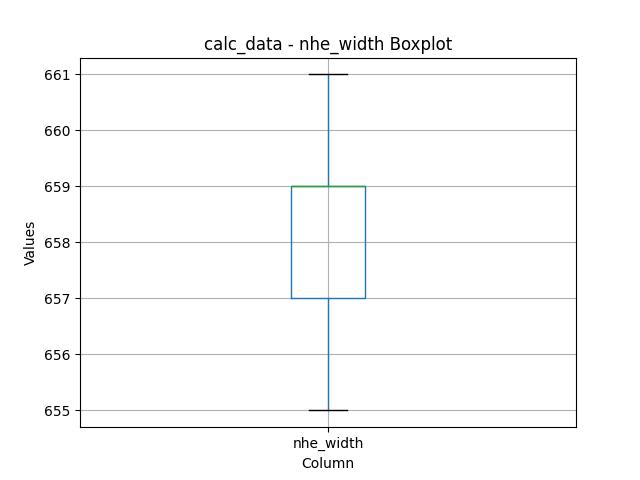 calc_data - nhe_width Boxplot
661
660
659
658
657
656
655
Values
nhe_width
Column